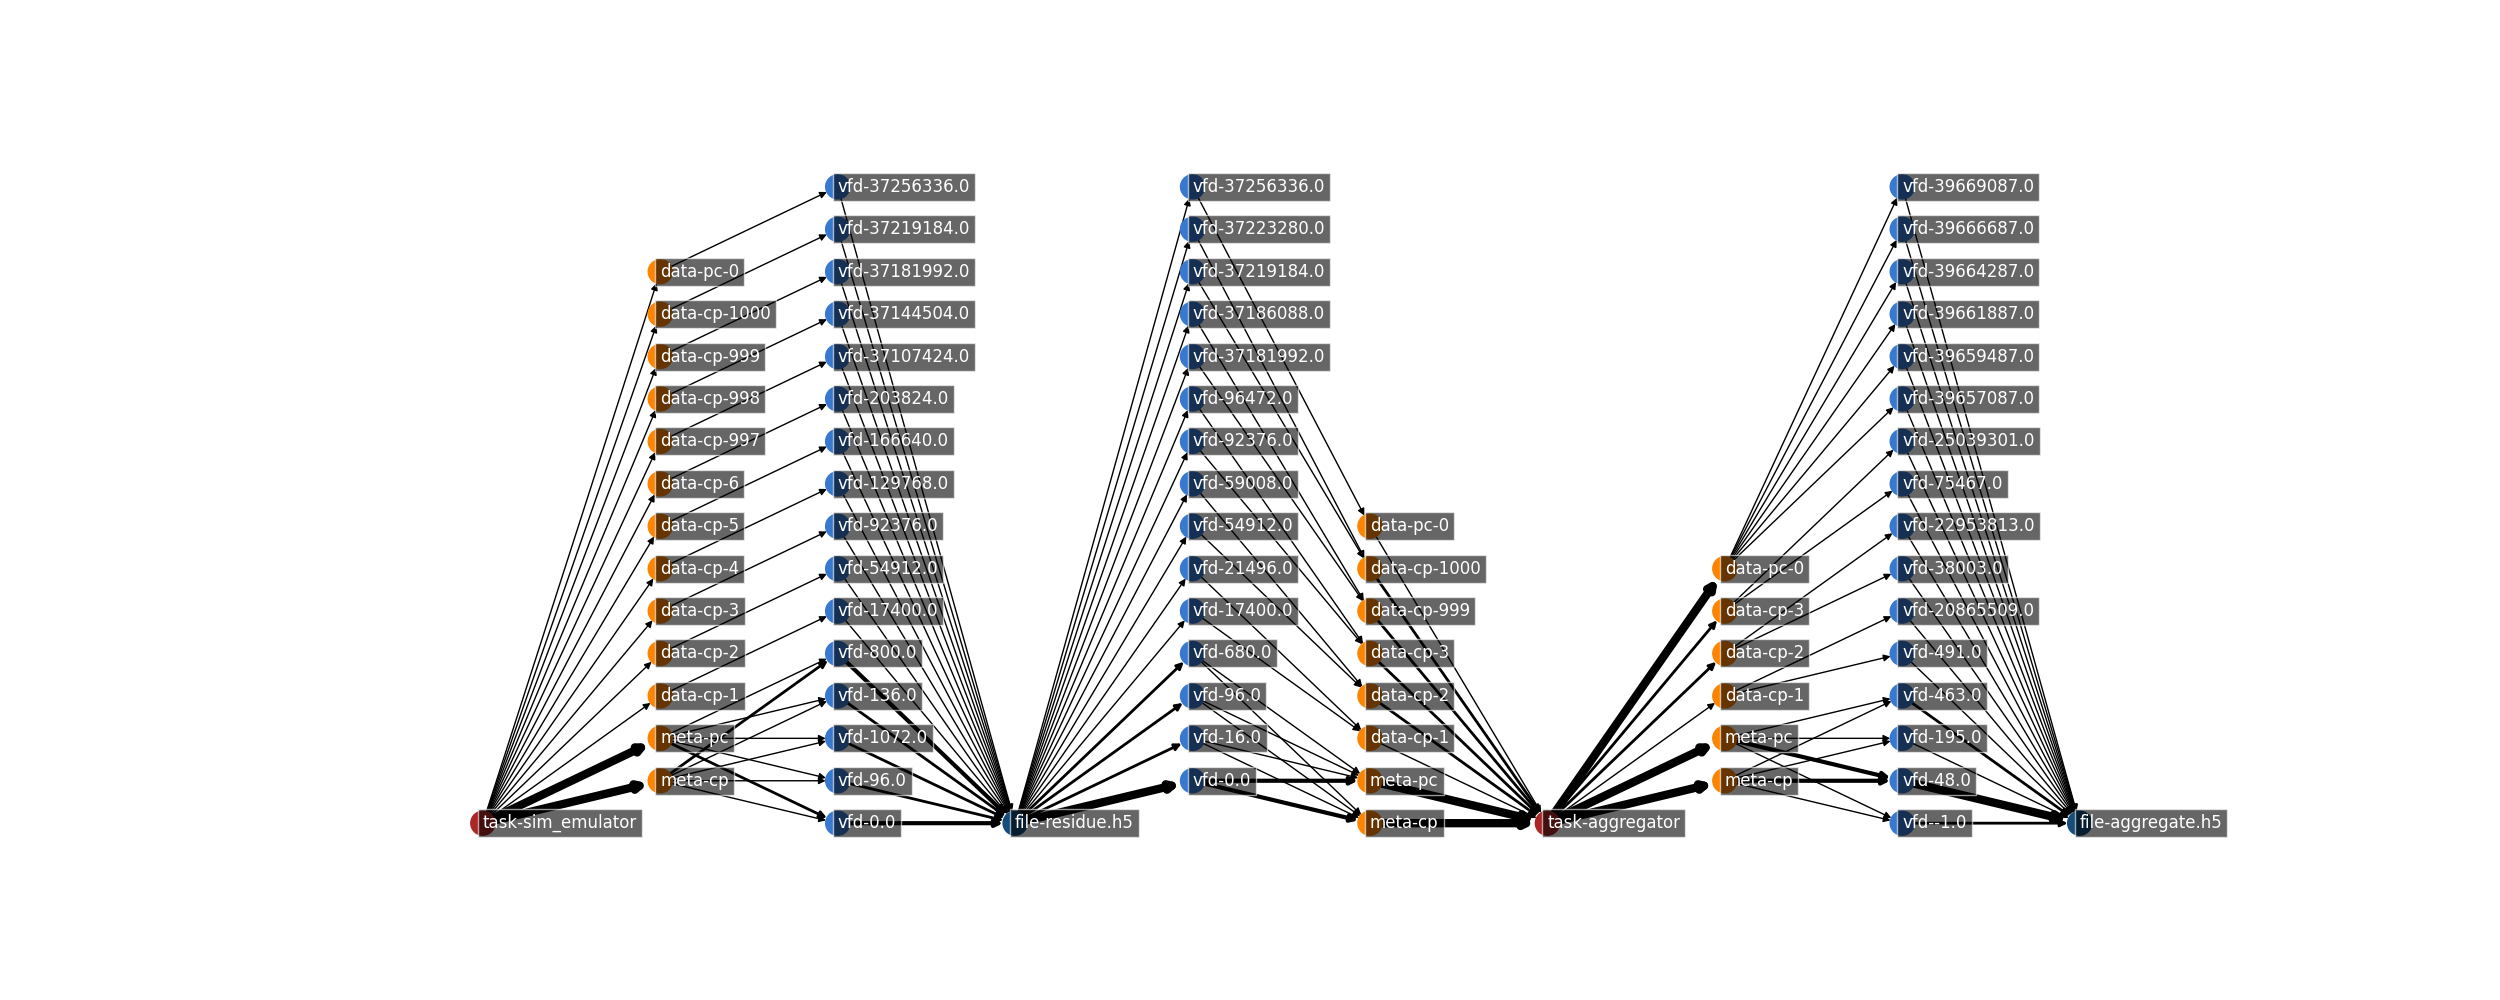 task-sim_emulator
data-pc-0
data-cp-1000
data-cp-999
data-cp-998
data-cp-997
data-cp-6
data-cp-5
data-cp-4
data-cp-3
data-cp-2
data-cp-1
meta-pc
meta-cp
vfd-37256336.0
vfd-37219184.0
vfd-37181992.0
vfd-37144504.0
vfd-37107424.0
vfd-203824.0
vfd-166640.0
vfd-129768.0
vfd-92376.0
vfd-54912.0
vfd-17400.0
vfd-800.0
vfd-136.0
vfd-1072.0
vfd-96.0
vfd-0.0
file-residue.h5
vfd-37256336.0
vfd-37223280.0
vfd-37219184.0
vfd-37186088.0
vfd-37181992.0
vfd-96472.0
vfd-92376.0
vfd-59008.0
vfd-54912.0
vfd-21496.0
vfd-17400.0
vfd-680.0
vfd-96.0
vfd-16.0
vfd-0.0
data-pc-0
data-cp-1000
data-cp-999
data-cp-3
data-cp-2
data-cp-1
meta-pc
meta-cp
task-aggregator
data-pc-0
data-cp-3
data-cp-2
data-cp-1
meta-pc
meta-cp
vfd-39669087.0
vfd-39666687.0
vfd-39664287.0
vfd-39661887.0
vfd-39659487.0
vfd-39657087.0
vfd-25039301.0
vfd-75467.0
vfd-22953813.0
vfd-38003.0
vfd-20865509.0
vfd-491.0
vfd-463.0
vfd-195.0
vfd-48.0
vfd--1.0
file-aggregate.h5